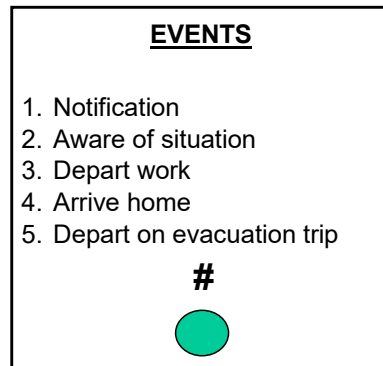 EVENTS
1. Notification
2. Aware of situation
3. Depart work
4. Arrive home
5. Depart on evacuation trip
#